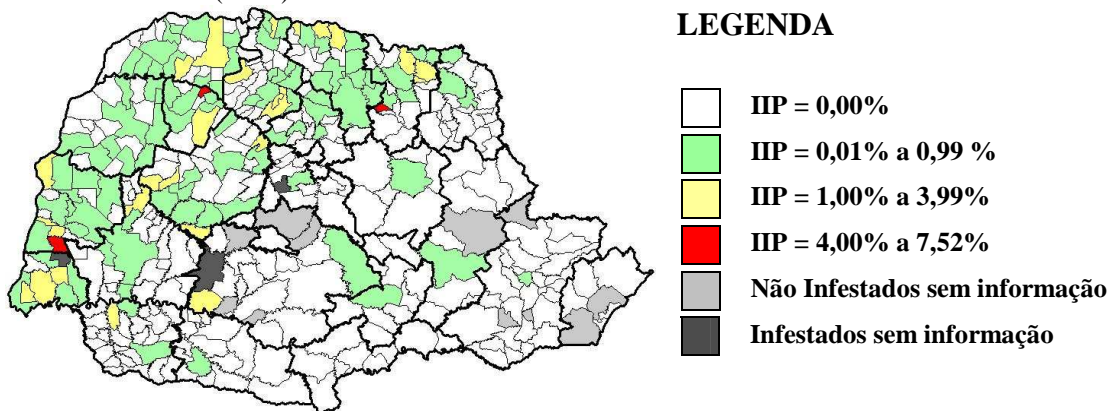 LEGENDA
IIP = 0,00%
IIP = 0,01% a 0,99 %
IIP = 1,00% a 3,99%
IIP = 4,00% a 7,52%
Não Infestados sem informação
Infestados sem informação